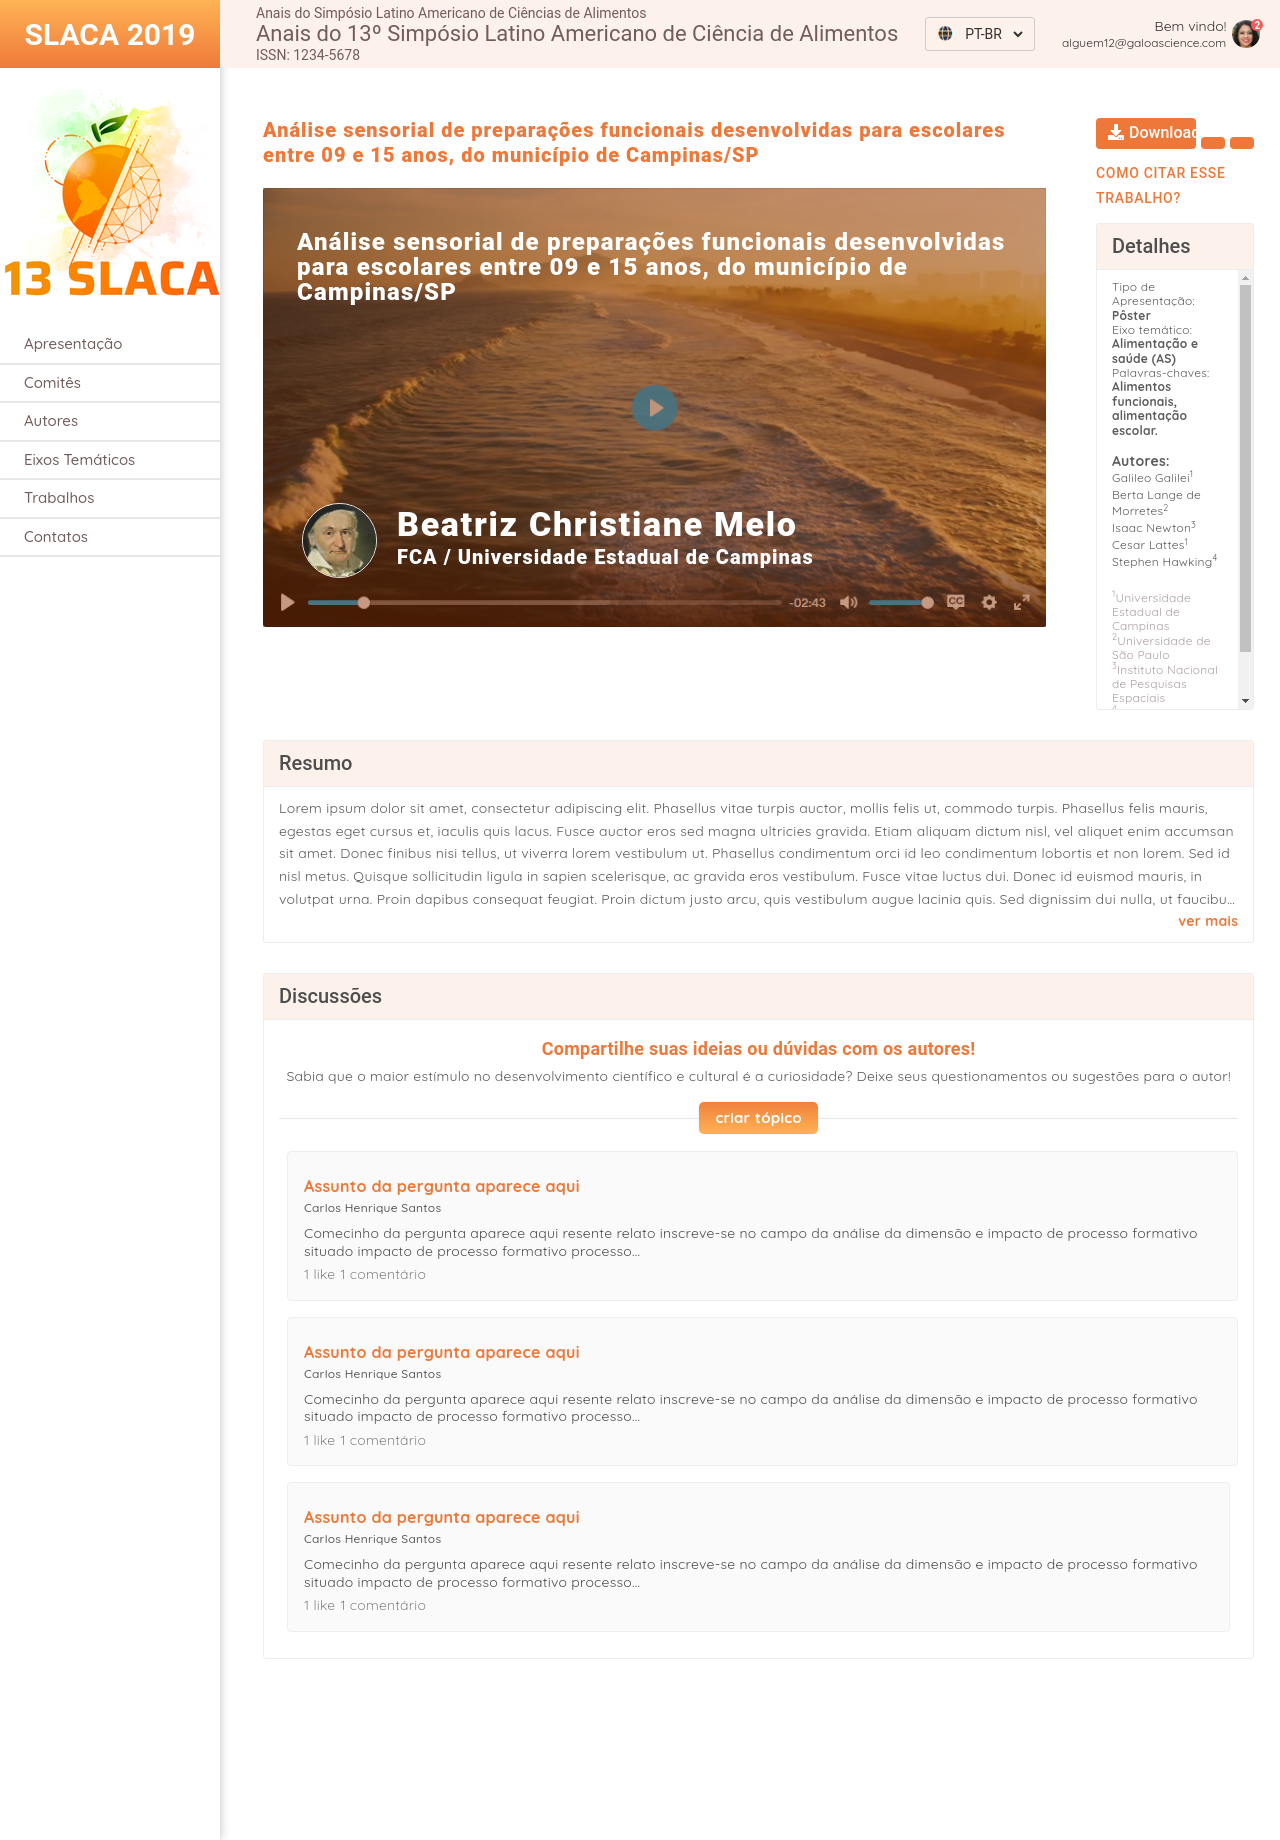 SLACA 2019
Anais do Simpósio Latino Americano de Ciências de Alimentos
Anais do 13º Simpósio Latino Americano de Ciência de Alimentos
ISSN: 1234-5678
PT-BR
Bem vindo!
alguem12@galoascience.com
2
13 SLACA
Apresentação
Comitês
Autores
Eixos Temáticos
Trabalhos
Contatos
Análise sensorial de preparações funcionais desenvolvidas para escolares
entre 09 e 15 anos, do município de Campinas/SP
Análise sensorial de preparações funcionais desenvolvidas
para escolares entre 09 e 15 anos, do município de
Campinas/SP
Beatriz Christiane Melo
FCA / Universidade Estadual de Campinas
-02:43
CC
Download
COMO CITAR ESSE
TRABALHO?
Detalhes
Tipo de
Apresentação:
Pôster
Eixo temático:
Alimentação e
saúde (AS)
Palavras-chaves:
Alimentos
funcionais,
alimentação
escolar.
Autores:
Galileo Galilei1
Berta Lange de
Morretes2
Isaac Newton3
Cesar Lattes1
Stephen Hawking4
1Universidade
Estadual de
Campinas
2Universidade de
São Paulo
3Instituto Nacional
de Pesquisas
Espaciais
Resumo
Lorem ipsum dolor sit amet, consectetur adipiscing elit. Phasellus vitae turpis auctor, mollis felis ut, commodo turpis. Phasellus felis mauris,
egestas eget cursus et, iaculis quis lacus. Fusce auctor eros sed magna ultricies gravida. Etiam aliquam dictum nisl, vel aliquet enim accumsan
sit amet. Donec finibus nisi tellus, ut viverra lorem vestibulum ut. Phasellus condimentum orci id leo condimentum lobortis et non lorem. Sed id
nisl metus. Quisque sollicitudin ligula in sapien scelerisque, ac gravida eros vestibulum. Fusce vitae luctus dui. Donec id euismod mauris, in
volutpat urna. Proin dapibus consequat feugiat. Proin dictum justo arcu, quis vestibulum augue lacinia quis. Sed dignissim dui nulla, ut faucibu...
ver mais
Discussões
Compartilhe suas ideias ou dúvidas com os autores!
Sabia que o maior estímulo no desenvolvimento científico e cultural é a curiosidade? Deixe seus questionamentos ou sugestões para o autor!
criar tópico
Assunto da pergunta aparece aqui
Carlos Henrique Santos
Comecinho da pergunta aparece aqui resente relato inscreve-se no campo da análise da dimensão e impacto de processo formativo
situado impacto de processo formativo processo...
1 like 1 comentário
Assunto da pergunta aparece aqui
Carlos Henrique Santos
Comecinho da pergunta aparece aqui resente relato inscreve-se no campo da análise da dimensão e impacto de processo formativo
situado impacto de processo formativo processo...
1 like 1 comentário
Assunto da pergunta aparece aqui
Carlos Henrique Santos
Comecinho da pergunta aparece aqui resente relato inscreve-se no campo da análise da dimensão e impacto de processo formativo
situado impacto de processo formativo processo...
1 like 1 comentário